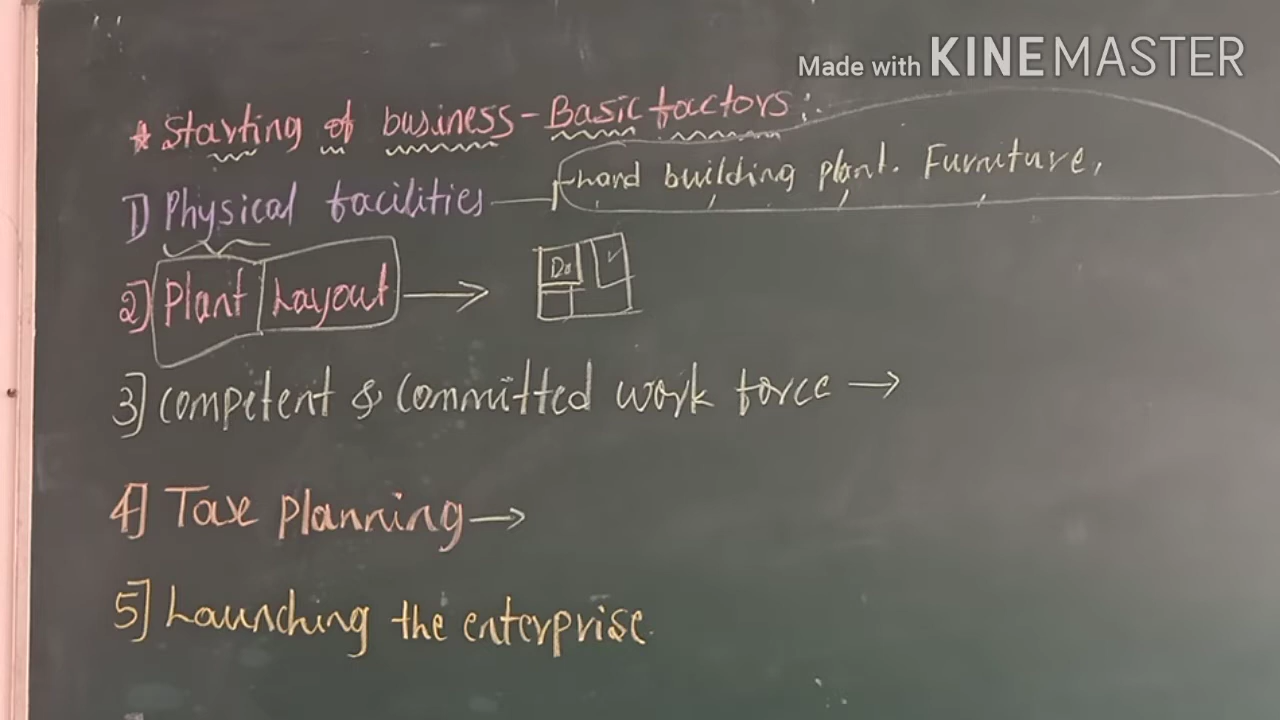 Made with KINEMASTER
* Starting of business - Basic factors:
1) Physical facilities — hand building plant. Furniture,
2) Plant Layout → Do
3) competent & committed work force →
4) Tax planning →
5) Launching the enterprise.